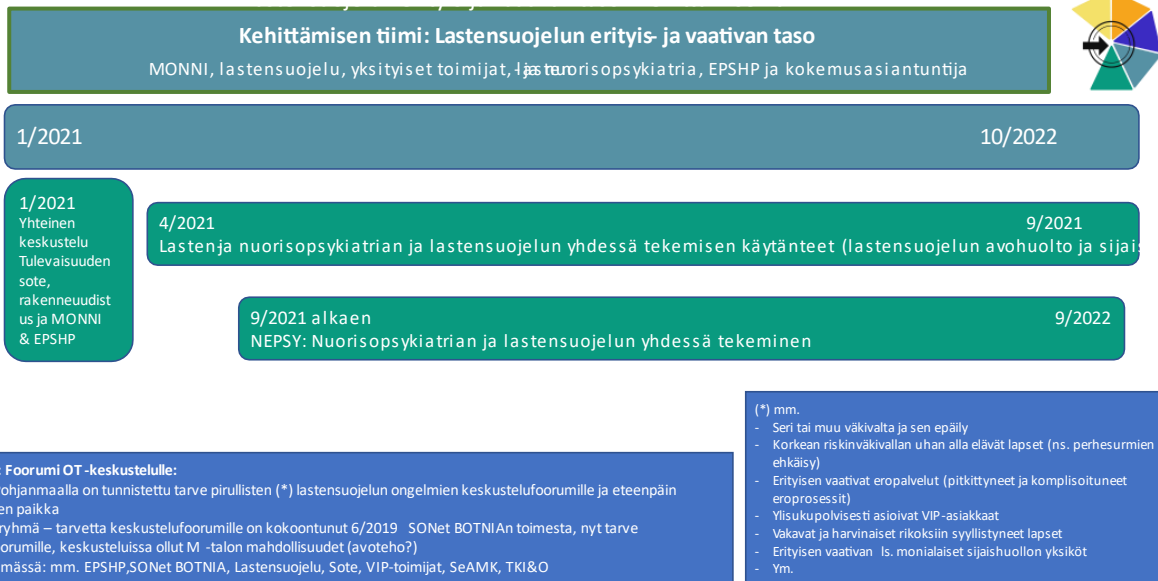 Kehittämisen tiimi: Lastensuojelun erityis- ja vaativan taso
MONNI, lastensuojelu, yksityiset toimijat, nuorisopsykiatria, EPSHP ja kokemusasiantuntija
1/2021 10/2022
1/2021
Yhteinen
keskustelu
Tulevaisuuden
sote,
rakenneuudist
us ja MONNI
& EPSHP
4/2021 9/2021
Lasten-ja nuorisopsykiatrian ja lastensuojelun yhdessä tekemisen käytänteet (lastensuojelun avohuolto ja sijais
9/2021 alkaen 9/2022
NEPSY: Nuorisopsykiatrian ja lastensuojelun yhdessä tekeminen
: Foorumi OT -keskustelulle:
ohjanmaalla on tunnistettu tarve pirullisten (*) lastensuojelun ongelmien keskustelufoorumille ja eteenpäin
en paikka
ryhmä – tarvetta keskustelufoorumille on kokoontunut 6/2019 SONet BOTNIAn toimesta, nyt tarve
orumille, keskusteluissa ollut M -talon mahdollisuudet (avoteho?)
mässä: mm. EPSHP,SONet BOTNIA, Lastensuojelu, Sote, VIP-toimijat, SeAMK, TKI&O
(*) mm.
- Seri tai muu väkivalta ja sen epäily
- Korkean riskinväkivallan uhan alla elävät lapset (ns. perhesurmien
ehkäisy)
- Erityisen vaativat eropalvelut (pitkittyneet ja komplisoituneet
eroprosessit)
- Ylisukupolvisesti asioivat VIP-asiakkaat
- Vakavat ja harvinaiset rikoksiin syyllistyneet lapset
- Erityisen vaativan ls. monialaiset sijaishuollon yksiköt
- Ym.